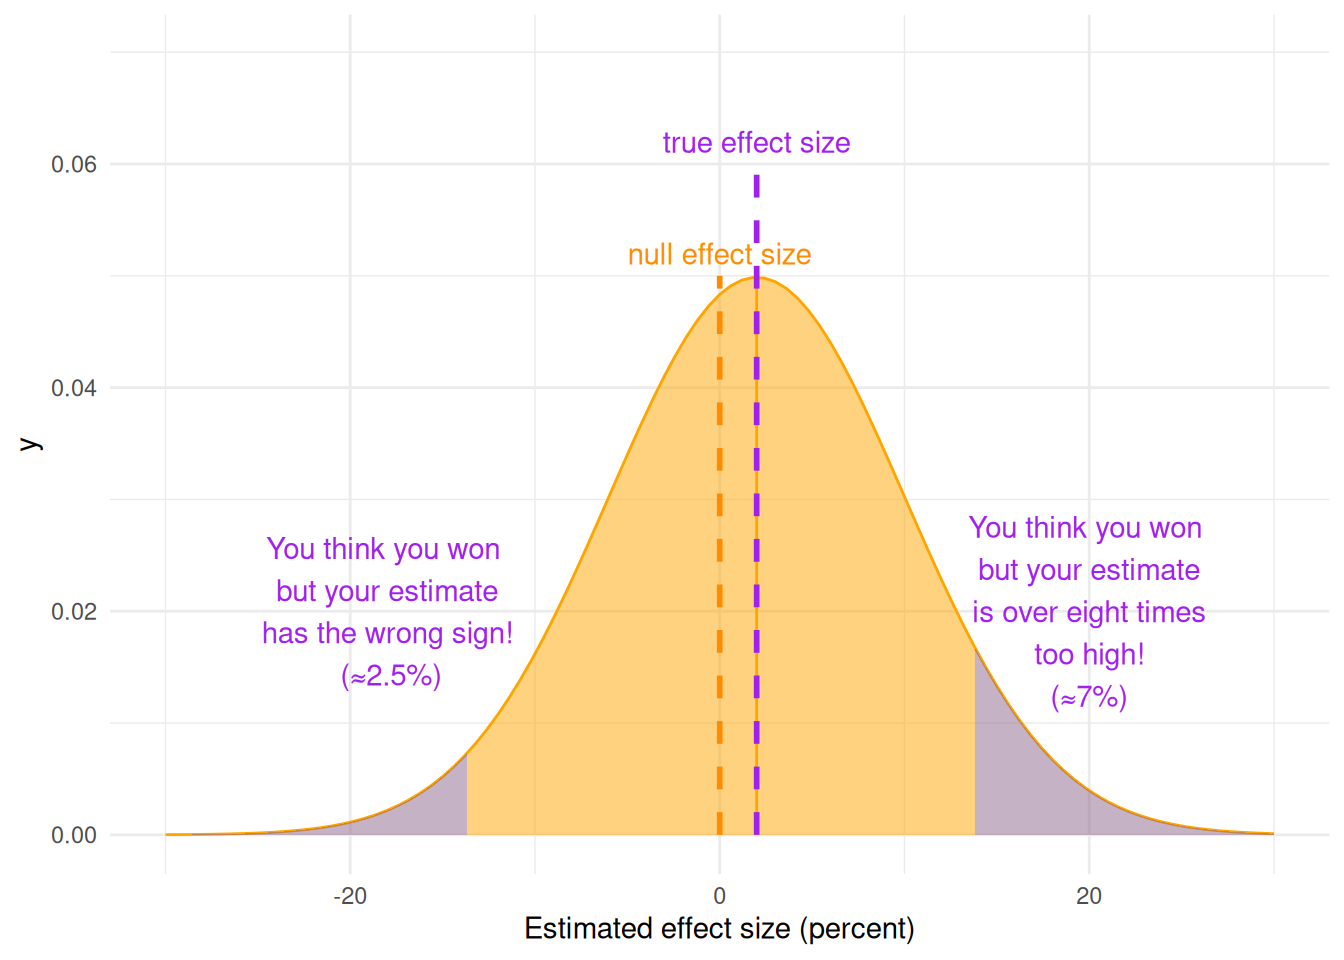 true effect size
0.06
null effect size
0.04
y
You think you won
but your estimate
has the wrong sign!
(≈2.5%)
You think you won
but your estimate
is over eight times
too high!
(≈7%)
0.02
0.00
-20
0
20
Estimated effect size (percent)